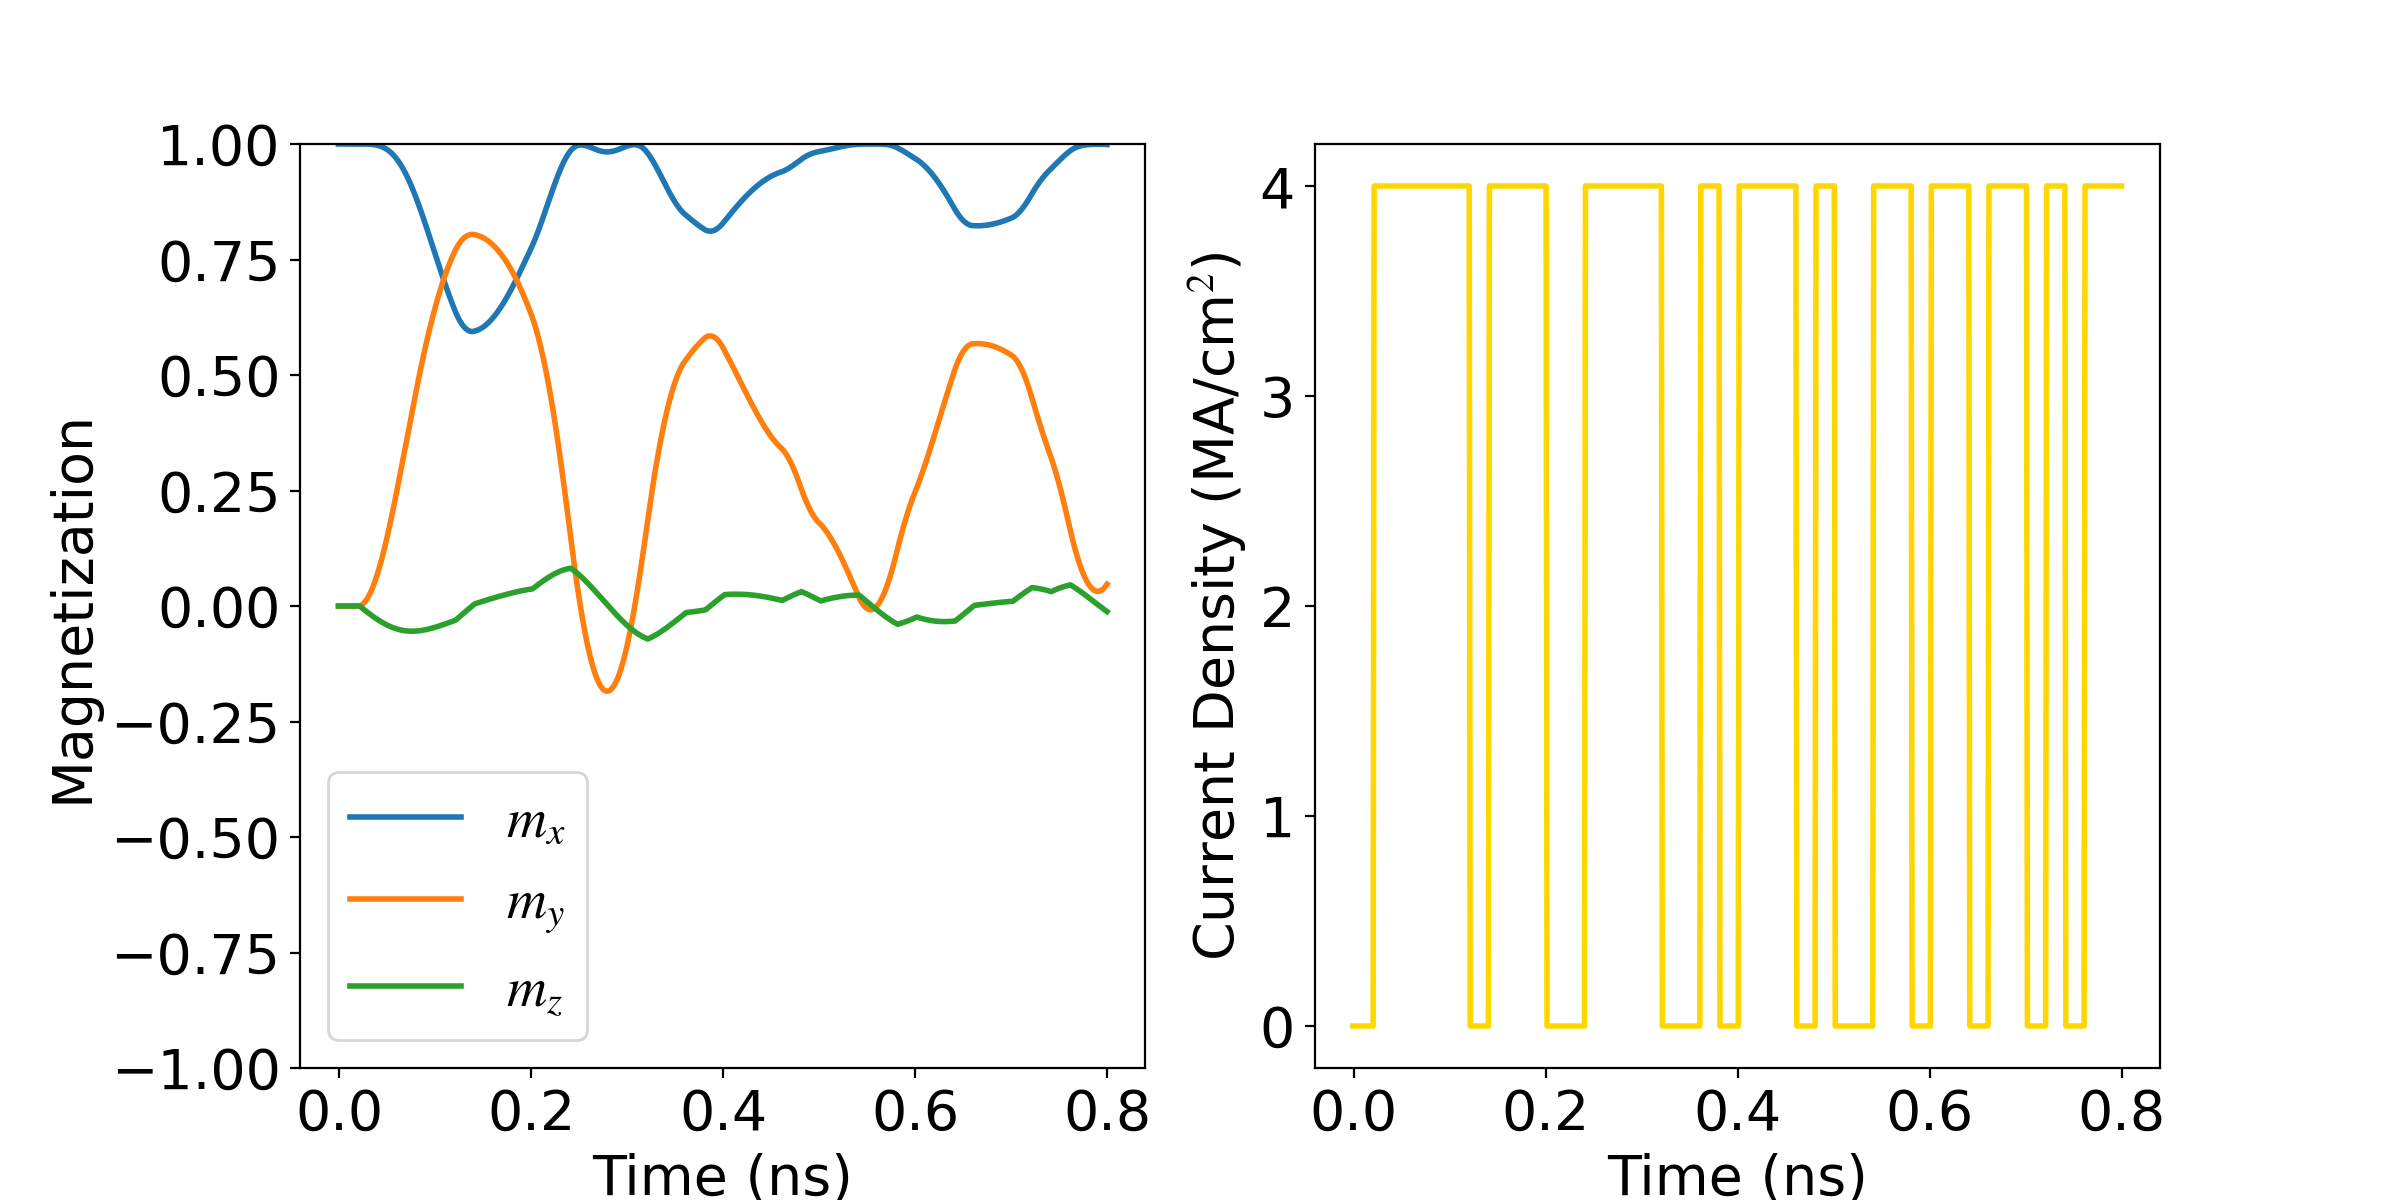 1.00
0.75
0.50
0.25
0.00
−0.25
−0.50
−0.75
−1.00
Magnetization
m_x
m_y
m_z
0.0 0.2 0.4 0.6 0.8
Time (ns)
4
3
2
1
0
Current Density (MA/cm²)
0.0 0.2 0.4 0.6 0.8
Time (ns)